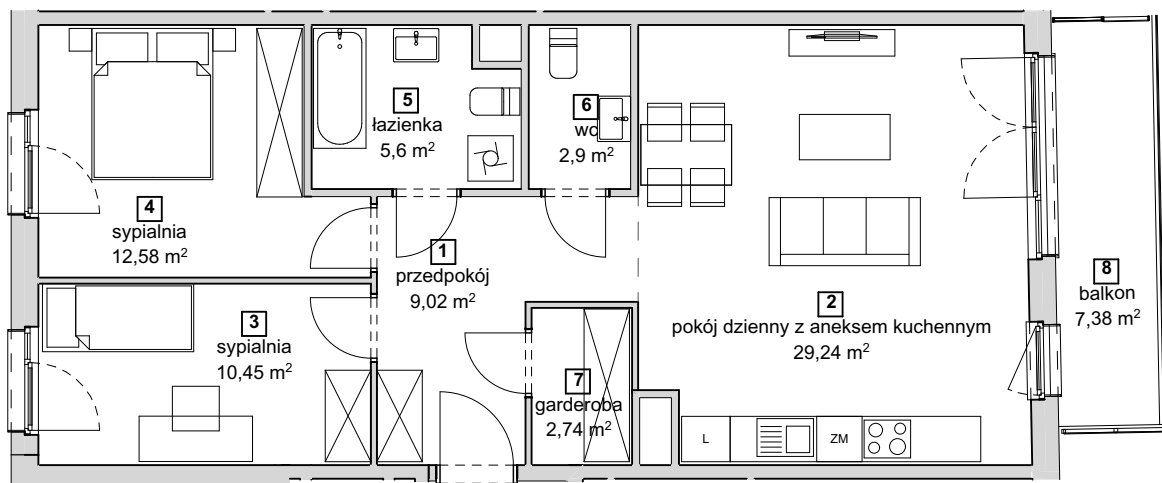 5
łazienka
5,6 m²
6
wc
2,9 m²
4
sypialnia
12,58 m²
1
przedpokój
9,02 m²
8
balkon
7,38 m²
2
pokój dzienny z aneksem kuchennym
29,24 m²
3
sypialnia
10,45 m²
7
garderoba
2,74 m²
L
ZM